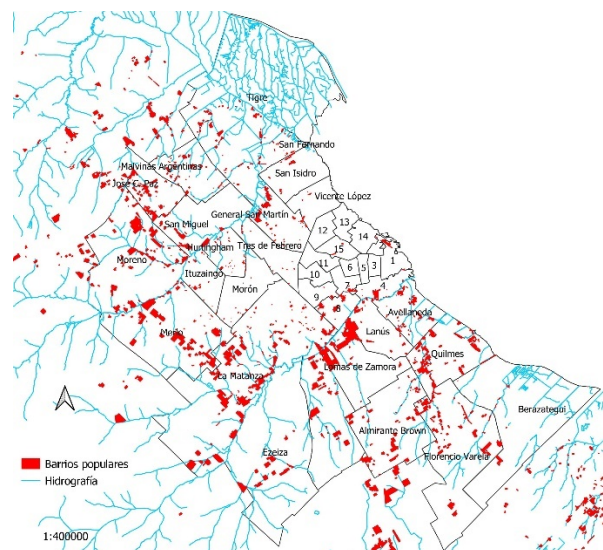 Tigre
San Fernando
San Isidro
Malvinas Argentinas
José C. Paz
Vicente López
General San Martín
San Miguel
13
12
14
2
Hurlingham
Tres de Febrero
15
1
Moreno
11
6
5
3
Ituzaingo
10
Morón
7
4
9
8
Avellaneda
Merlo
Lanús
Quilmes
Lomas de Zamora
La Matanza
Berazategui
Almirante Brown
Ezeiza
Florencio Varela
Barrios populares
Hidrografía
1:400000